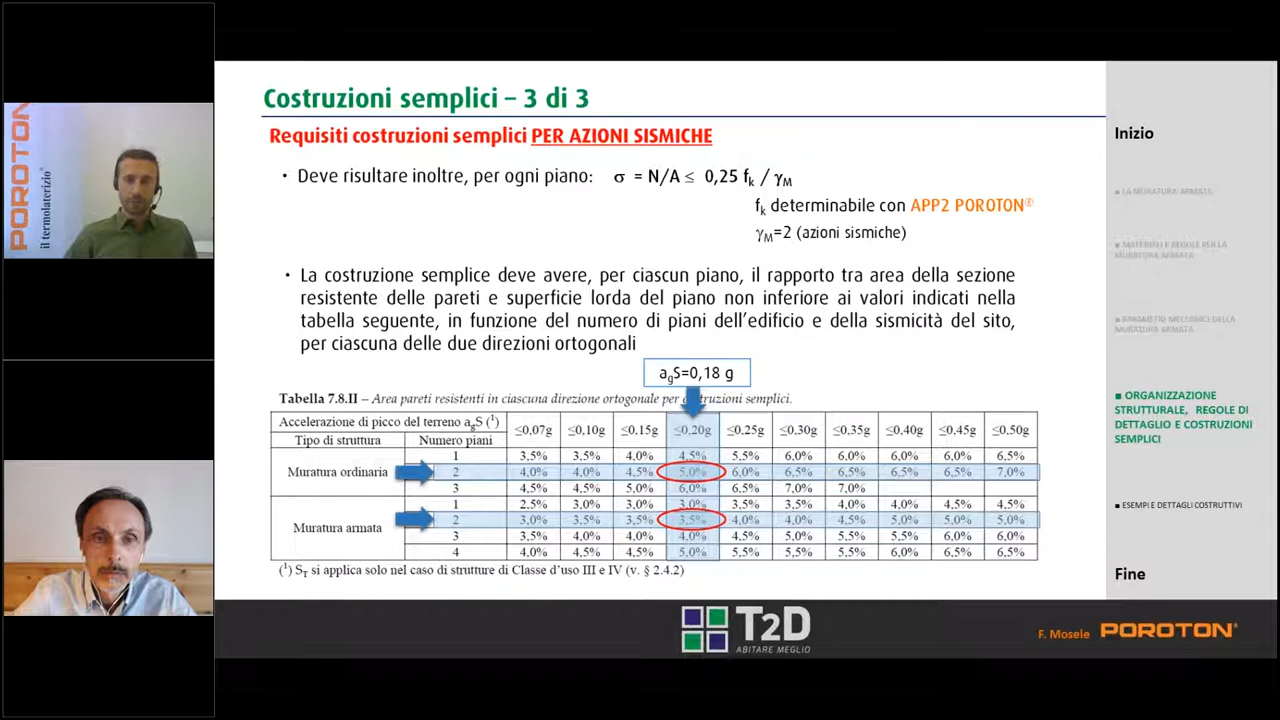 POROTON
il termolaterizio®
Costruzioni semplici – 3 di 3
Requisiti costruzioni semplici PER AZIONI SISMICHE
• Deve risultare inoltre, per ogni piano: σ = N/A ≤ 0,25 fk / γM
fk determinabile con APP2 POROTON®
γM=2 (azioni sismiche)
• La costruzione semplice deve avere, per ciascun piano, il rapporto tra area della sezione
resistente delle pareti e superficie lorda del piano non inferiore ai valori indicati nella
tabella seguente, in funzione del numero di piani dell'edificio e della sismicità del sito,
per ciascuna delle due direzioni ortogonali
agS=0,18 g
Tabella 7.8.II – Area pareti resistenti in ciascuna direzione ortogonale per costruzioni semplici.
Accelerazione di picco del terreno agS (1) ≤0,07g ≤0,10g ≤0,15g ≤0,20g ≤0,25g ≤0,30g ≤0,35g ≤0,40g ≤0,45g ≤0,50g
Tipo di struttura Numero piani
1 3,5% 3,5% 4,0% 4,5% 5,5% 6,0% 6,0% 6,0% 6,0% 6,5%
Muratura ordinaria 2 4,0% 4,0% 4,5% 5,0% 6,0% 6,5% 6,5% 6,5% 6,5% 7,0%
3 4,5% 4,5% 5,0% 6,0% 6,5% 7,0% 7,0%
1 2,5% 3,0% 3,0% 3,0% 3,5% 3,5% 4,0% 4,0% 4,5% 4,5%
Muratura armata 2 3,0% 3,5% 3,5% 3,5% 4,0% 4,0% 4,5% 5,0% 5,0% 5,0%
3 3,5% 4,0% 4,0% 4,0% 4,5% 5,0% 5,5% 5,5% 6,0% 6,0%
4 4,0% 4,5% 4,5% 5,0% 5,5% 5,5% 5,5% 6,0% 6,5% 6,5%
(1) ST si applica solo nel caso di strutture di Classe d'uso III e IV (v. § 2.4.2)
Inizio
■ LA MURATURA ARMATA
■ MATERIALI E REGOLE PER LA
MURATURA ARMATA
■ PARAMETRI MECCANICI DELLA
MURATURA ARMATA
■ ORGANIZZAZIONE
STRUTTURALE, REGOLE DI
DETTAGLIO E COSTRUZIONI
SEMPLICI
■ ESEMPI E DETTAGLI COSTRUTTIVI
Fine
T2D
ABITARE MEGLIO
F. Mosele POROTON®